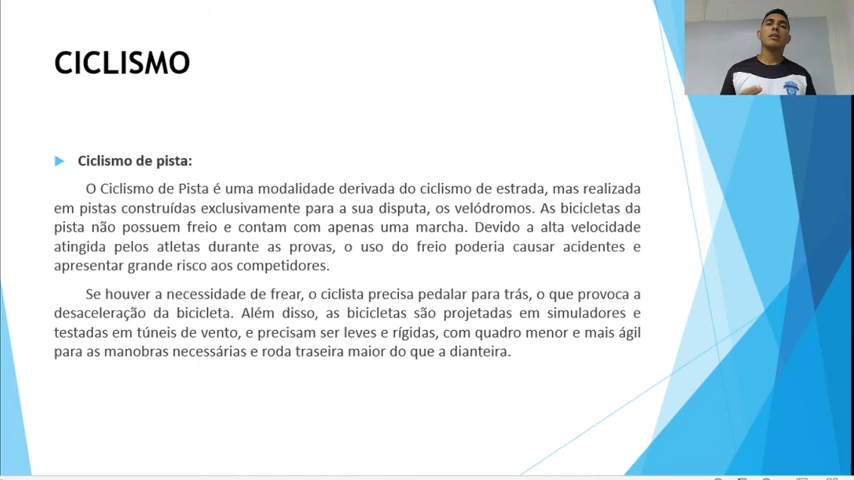 CICLISMO
Ciclismo de pista:
O Ciclismo de Pista é uma modalidade derivada do ciclismo de estrada, mas realizada
em pistas construídas exclusivamente para a sua disputa, os velódromos. As bicicletas da
pista não possuem freio e contam com apenas uma marcha. Devido a alta velocidade
atingida pelos atletas durante as provas, o uso do freio poderia causar acidentes e
apresentar grande risco aos competidores.
Se houver a necessidade de frear, o ciclista precisa pedalar para trás, o que provoca a
desaceleração da bicicleta. Além disso, as bicicletas são projetadas em simuladores e
testadas em túneis de vento, e precisam ser leves e rígidas, com quadro menor e mais ágil
para as manobras necessárias e roda traseira maior do que a dianteira.